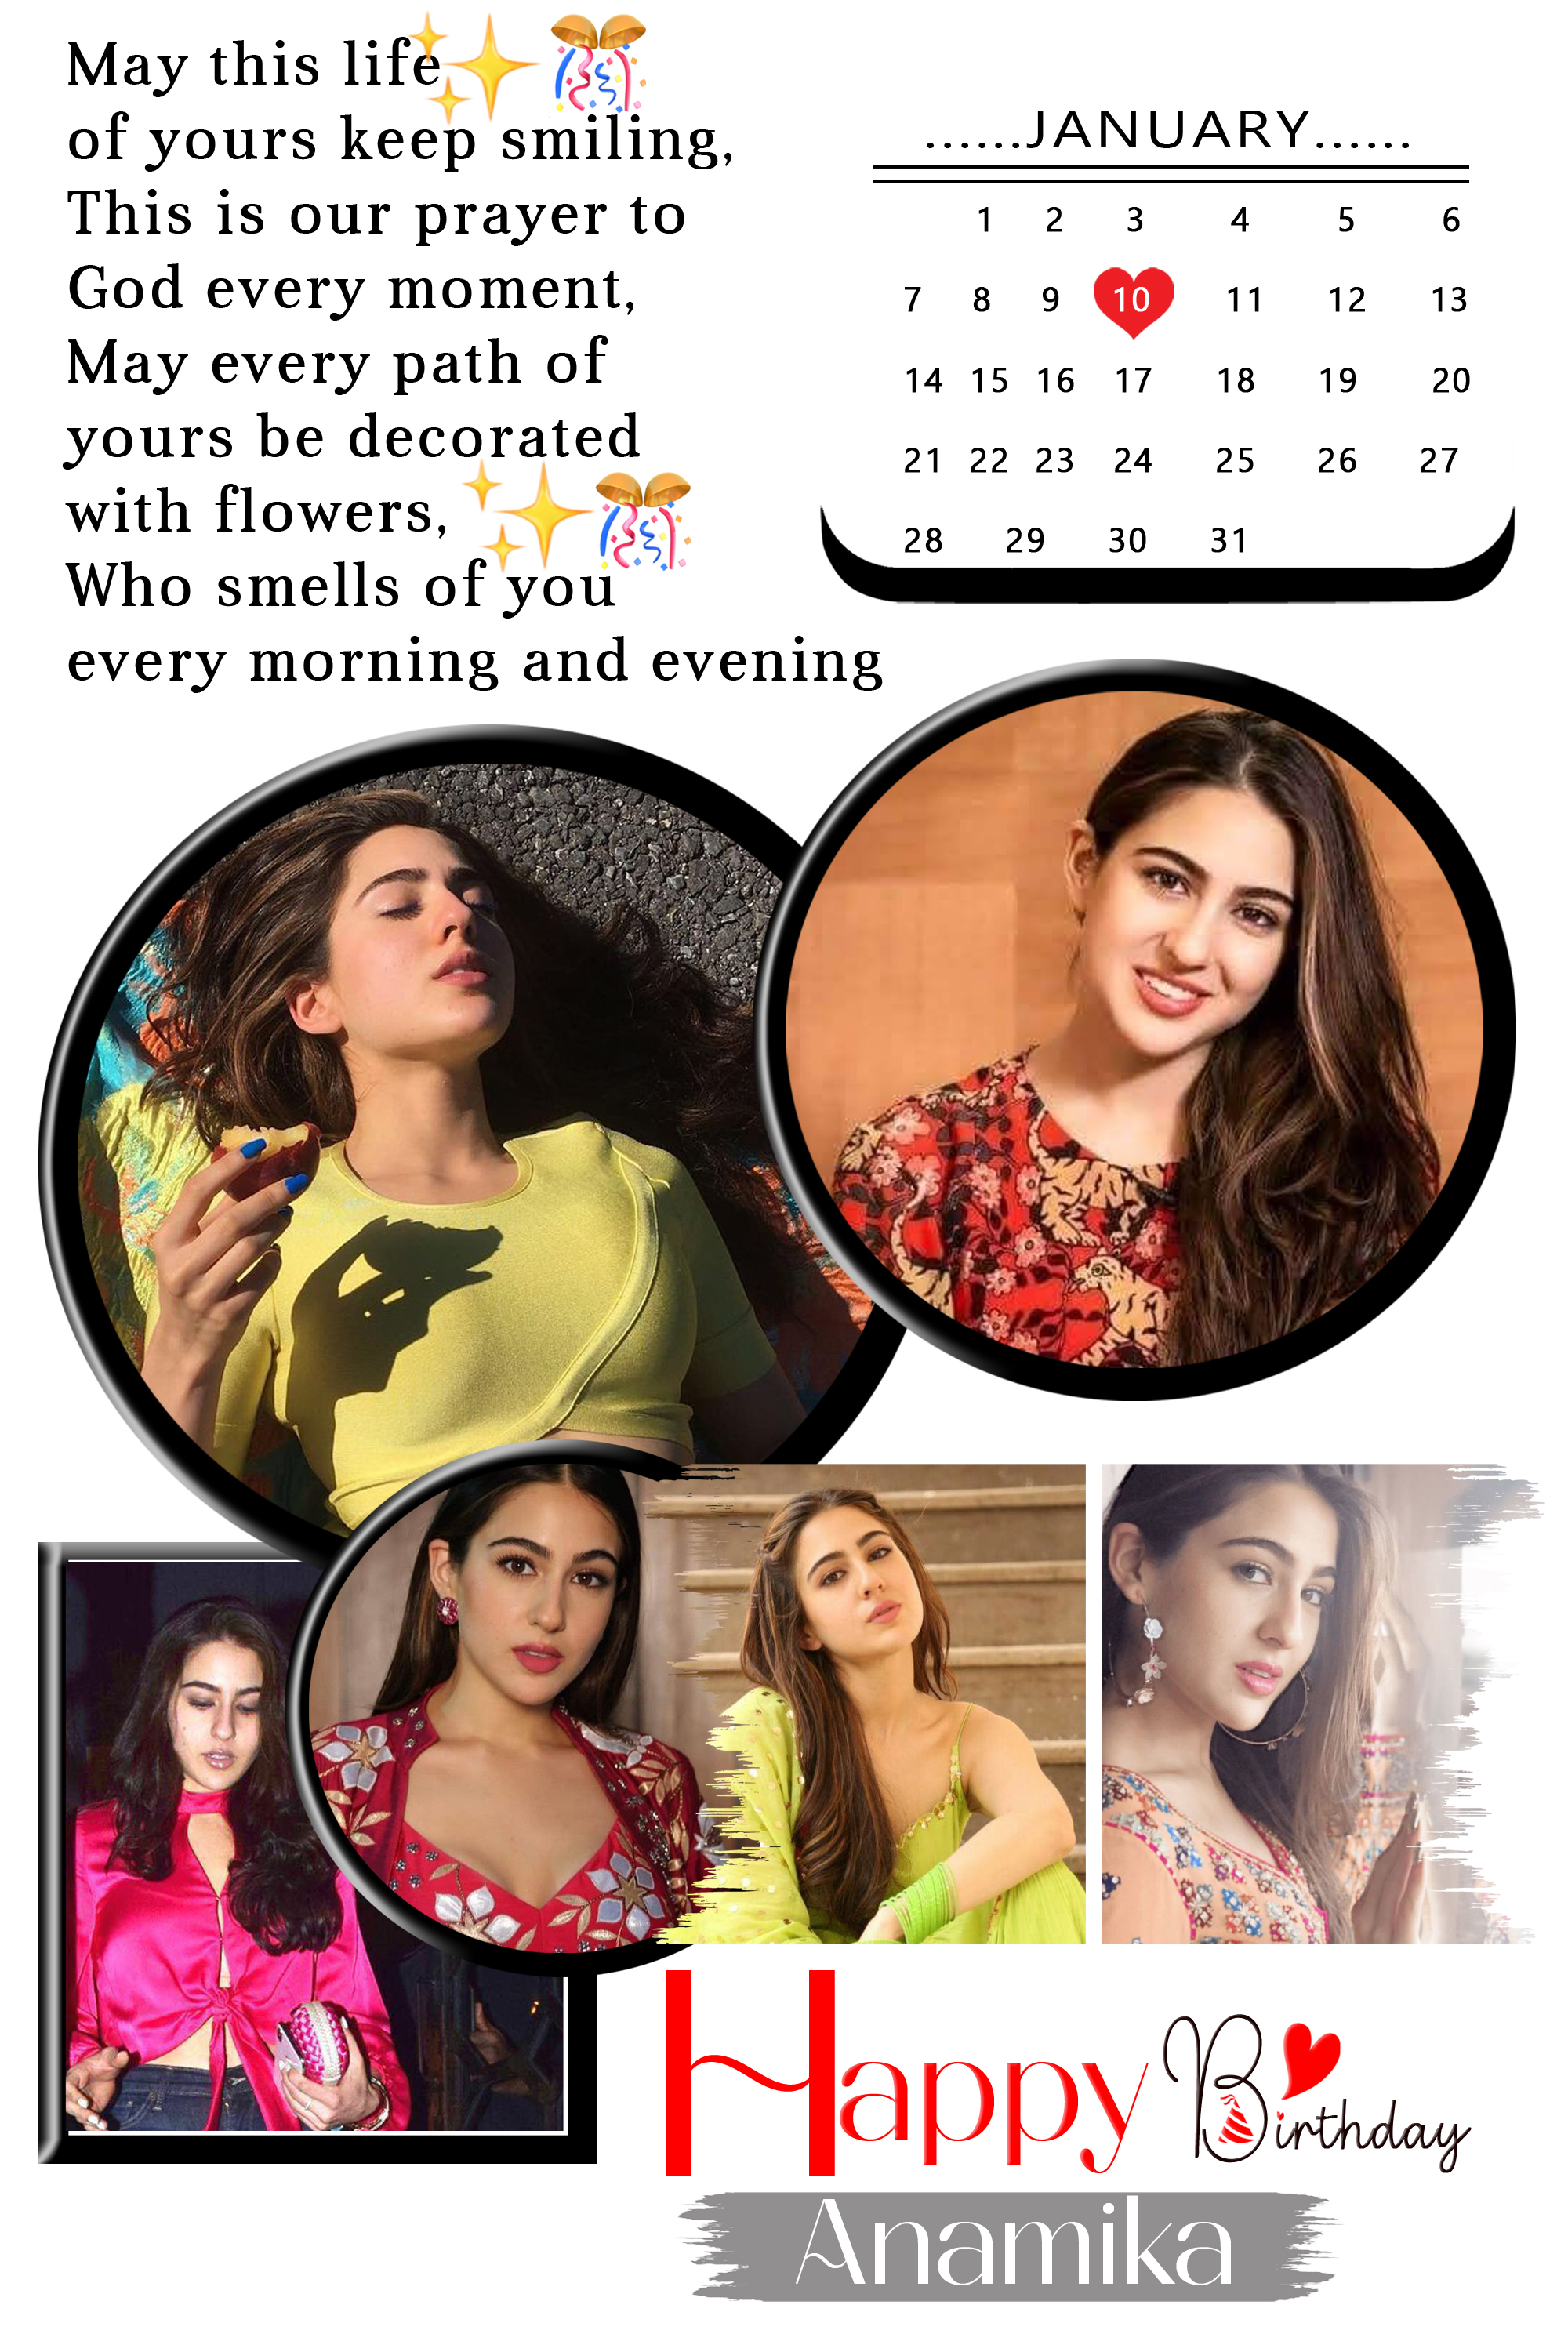 May this life
of yours keep smiling,
This is our prayer to
God every moment,
May every path of
yours be decorated
with flowers,
Who smells of you
every morning and evening
......JANUARY......
1 2 3 4 5 6
7 8 9 10 11 12 13
14 15 16 17 18 19 20
21 22 23 24 25 26 27
28 29 30 31
Happy Birthday
Anamika